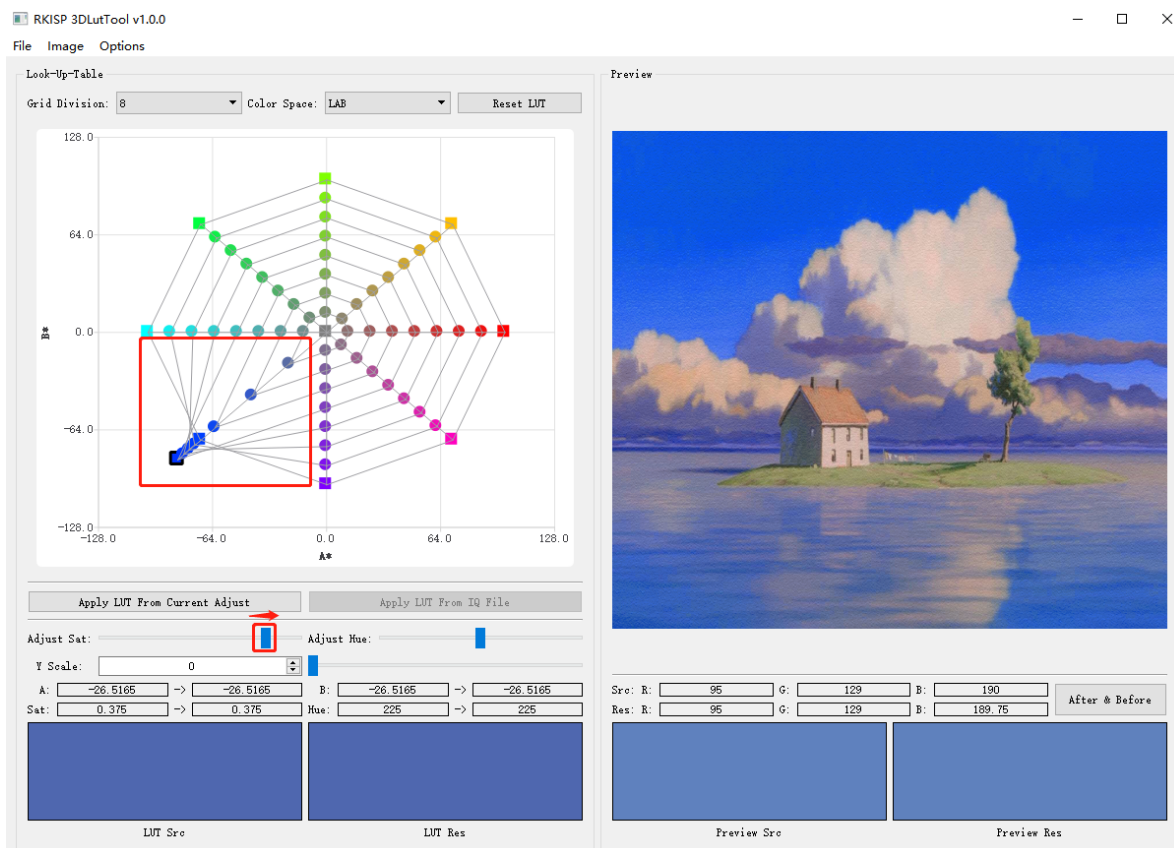 RKISP 3DLutTool v1.0.0
File Image Options
Look-Up-Table
Grid Division: 8 Color Space: LAB Reset LUT
128.0
64.0
0.0
B*
-64.0
-128.0
-128.0 -64.0 0.0 64.0 128.0
A*
Apply LUT From Current Adjust Apply LUT From IQ File
Adjust Sat: Adjust Hue:
Y Scale: 0
A: -26.5165 -> -26.5165 B: -26.5165 -> -26.5165
Sat: 0.375 -> 0.375 Hue: 225 -> 225
LUT Src LUT Res
Preview
Src: R: 95 G: 129 B: 190
Res: R: 95 G: 129 B: 189.75
After & Before
Preview Src Preview Res